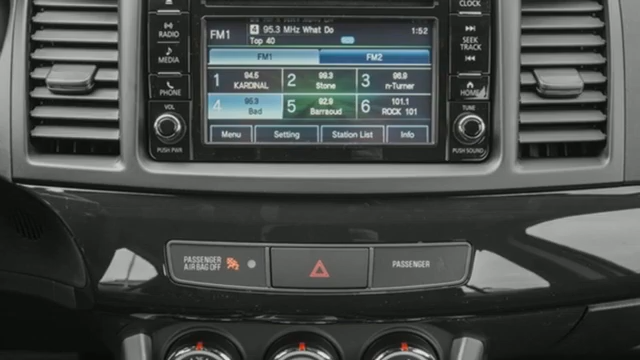 CLOCK
FM1 4 95.3 MHz What Do 1:52
Top 40
RADIO
FM1 FM2
SEEK
TRACK
MEDIA
1 94.5 KARDINAL 2 99.3 Stone 3 96.9 n-Turner
PHONE
HOME
4 95.3 Bad 5 92.9 Barraoud 6 101.1 ROCK 101
VOL
TUNE
Menu Setting Station List Info
PUSH PWR
PUSH SOUND
PASSENGER
AIR BAG OFF
PASSENGER